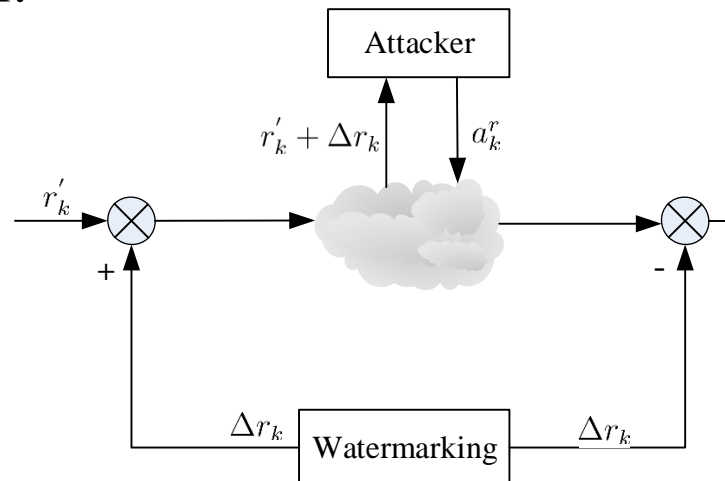 Attacker
r'_k + Δr_k
a^r_k
r'_k
+
-
Δr_k
Watermarking
Δr_k